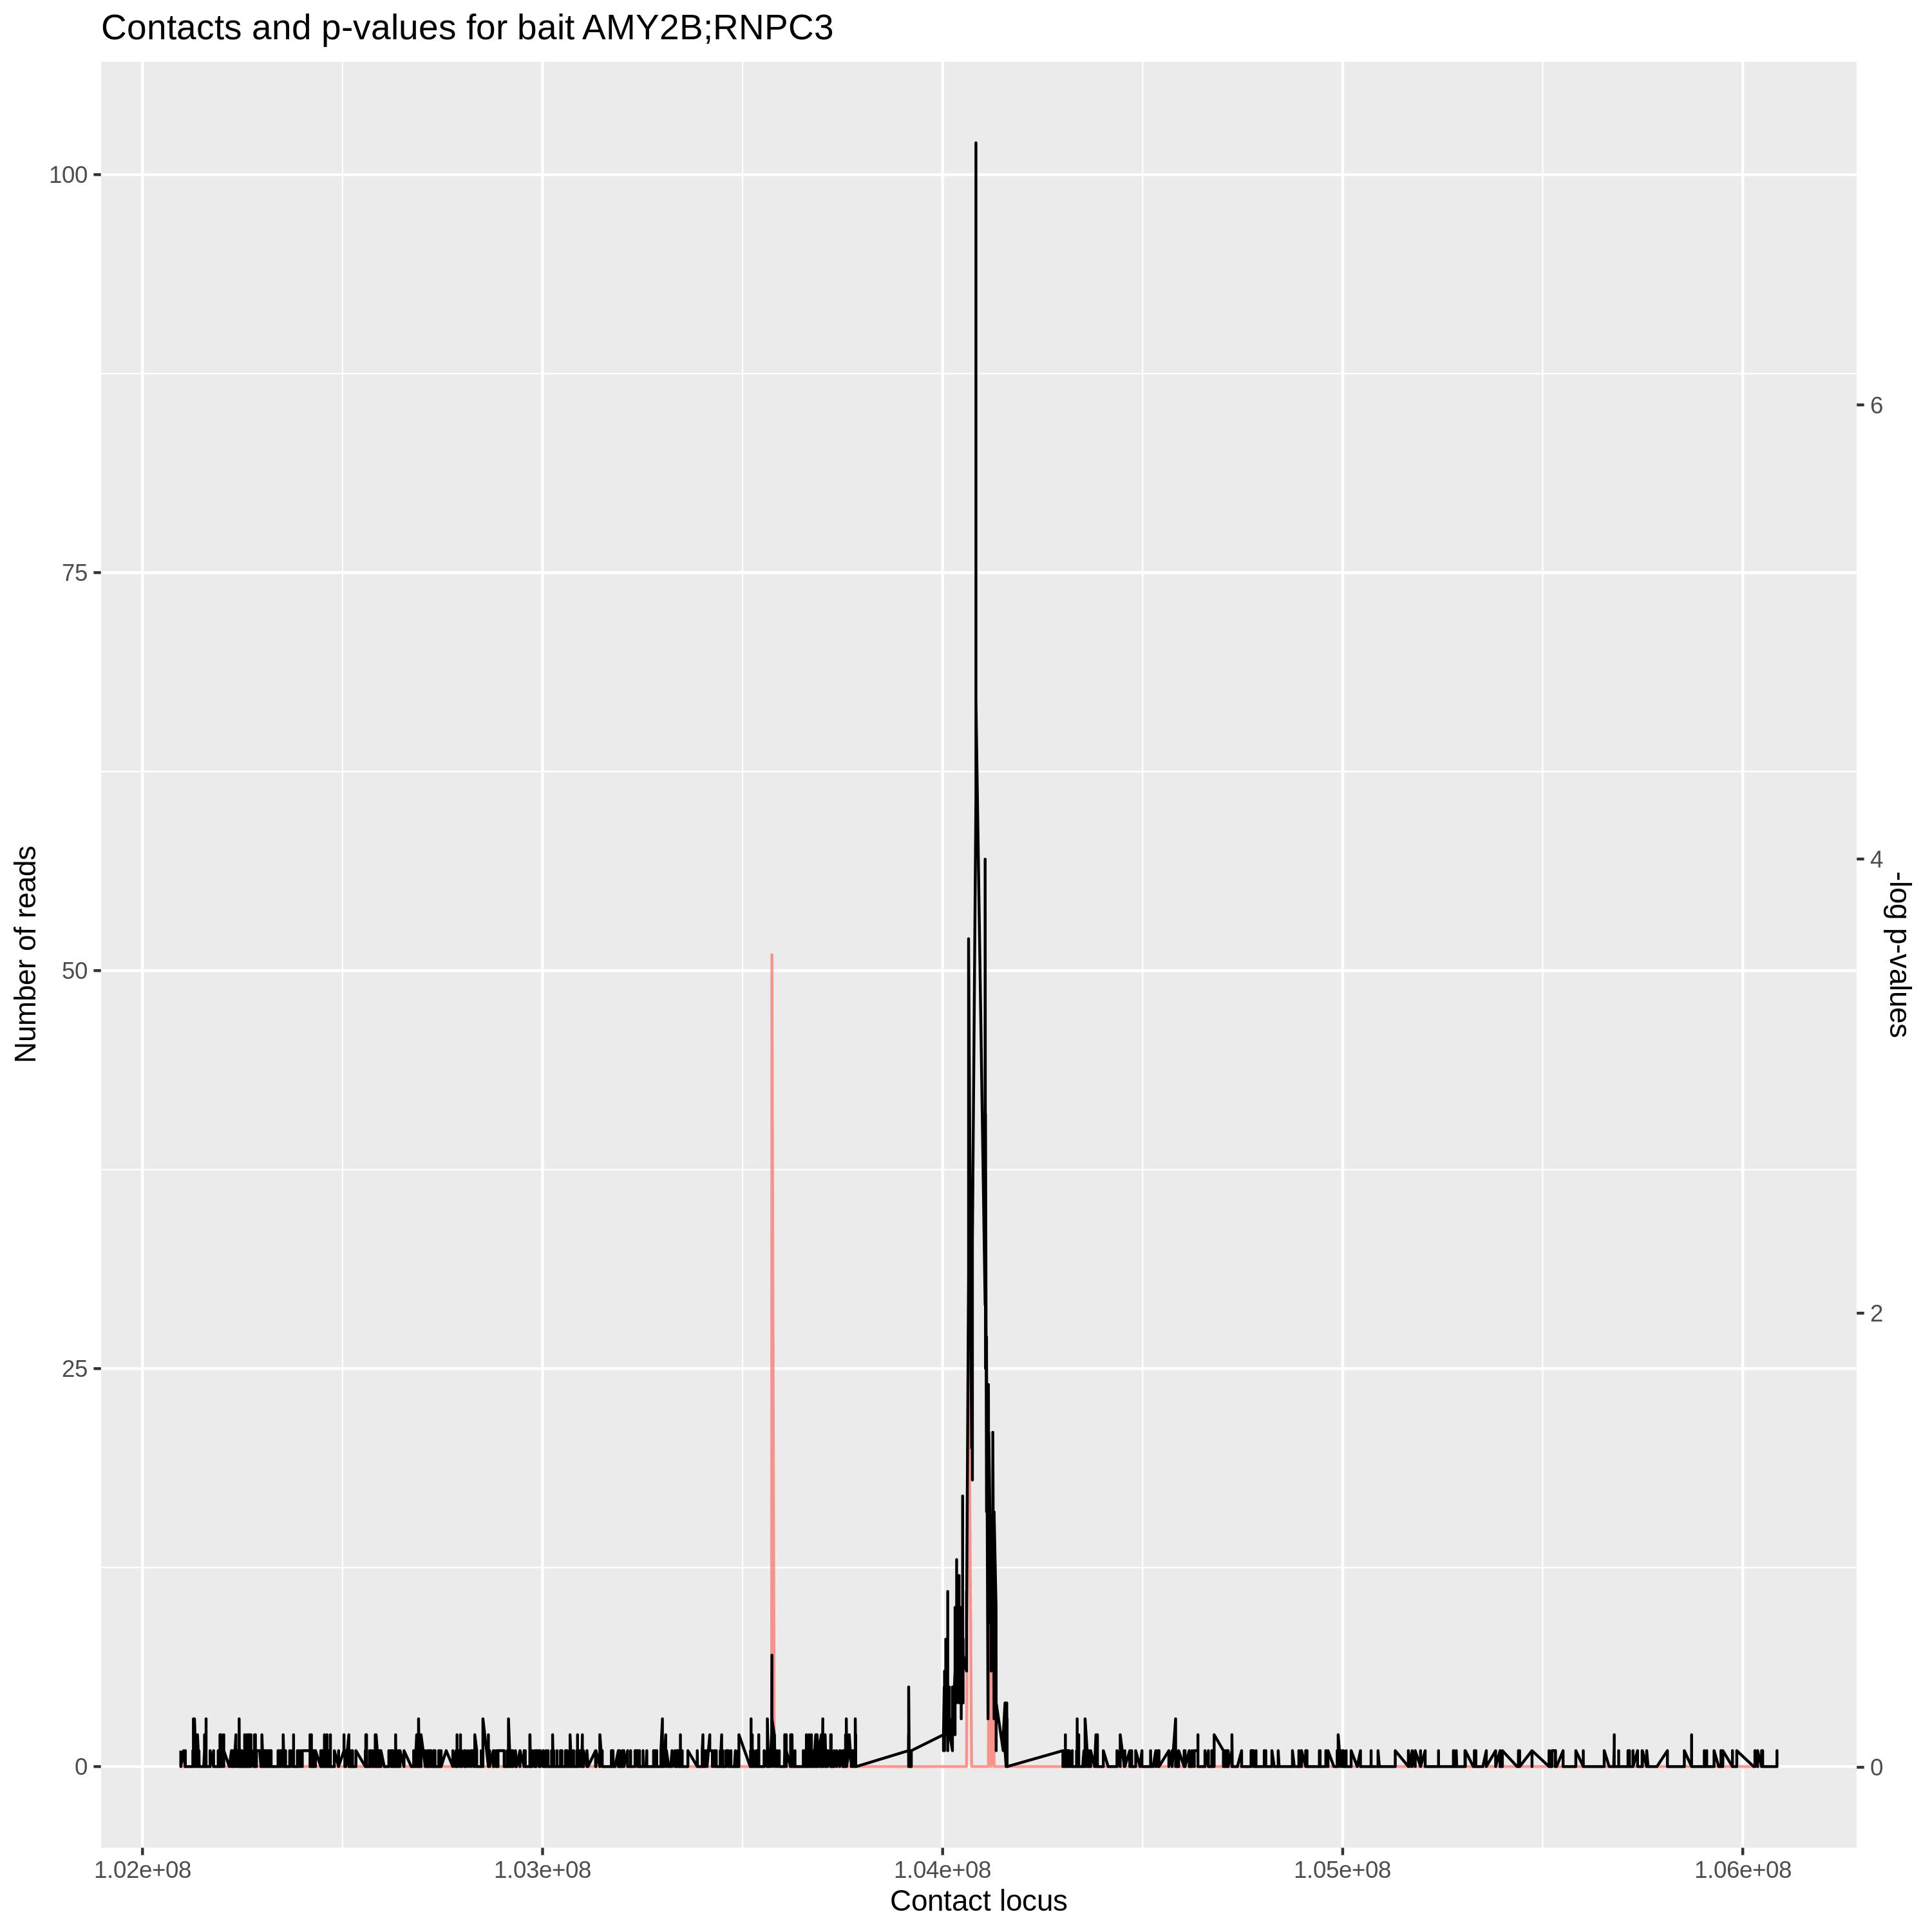 Contacts and p-values for bait AMY2B;RNPC3
100
75
50
25
0
Number of reads
6
4
2
0
-log p-values
1.02e+08
1.03e+08
1.04e+08
1.05e+08
1.06e+08
Contact locus